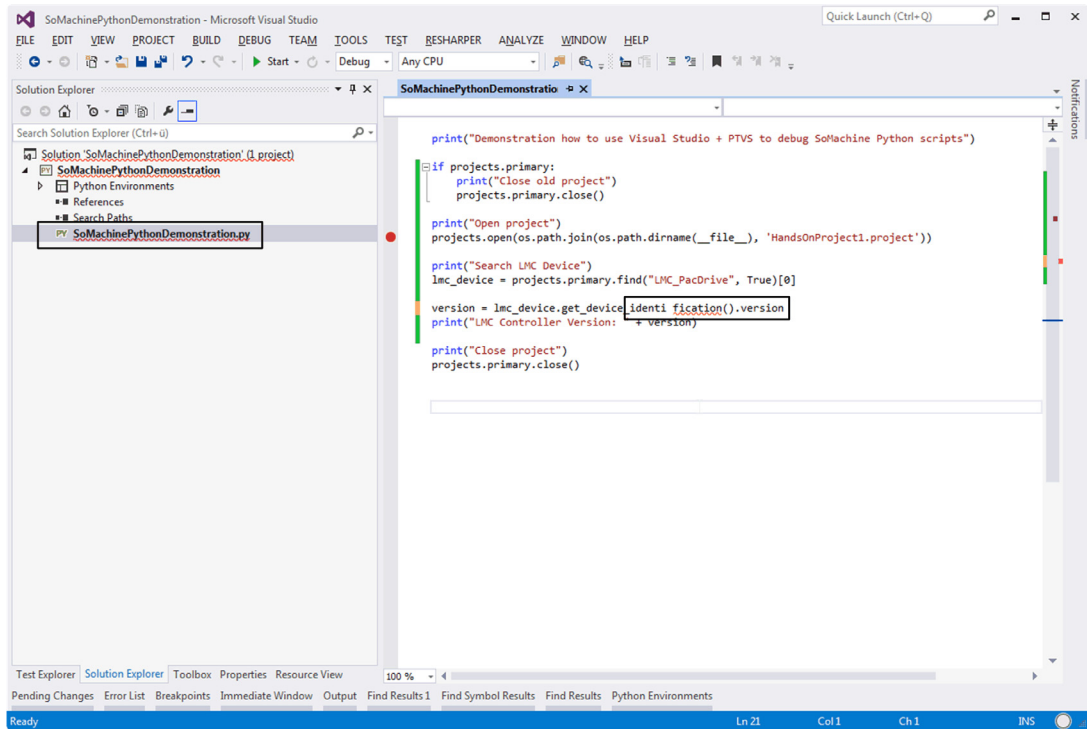 SoMachinePythonDemonstration - Microsoft Visual Studio
Quick Launch (Ctrl+Q)
FILE EDIT VIEW PROJECT BUILD DEBUG TEAM TOOLS TEST RESHARPER ANALYZE WINDOW HELP
Start Debug Any CPU
Solution Explorer
Search Solution Explorer (Ctrl+ü)
Solution 'SoMachinePythonDemonstration' (1 project)
PY SoMachinePythonDemonstration
Python Environments
References
Search Paths
PY SoMachinePythonDemonstration.py
SoMachinePythonDemonstratio
print("Demonstration how to use Visual Studio + PTVS to debug SoMachine Python scripts")
if projects.primary:
print("Close old project")
projects.primary.close()
print("Open project")
projects.open(os.path.join(os.path.dirname(__file__), 'HandsOnProject1.project'))
print("Search LMC Device")
lmc_device = projects.primary.find("LMC_PacDrive", True)[0]
version = lmc_device.get_device_identi fication().version
print("LMC Controller Version: " + version)
print("Close project")
projects.primary.close()
Notifications
100 %
Test Explorer Solution Explorer Toolbox Properties Resource View
Pending Changes Error List Breakpoints Immediate Window Output Find Results 1 Find Symbol Results Find Results Python Environments
Ready Ln 21 Col 1 Ch 1 INS